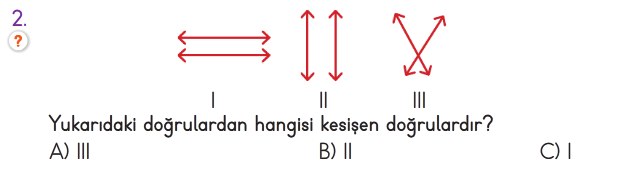 2.
?
I II III
Yukarıdaki doğrulardan hangisi kesişen doğrulardır?
A) III B) II C) I